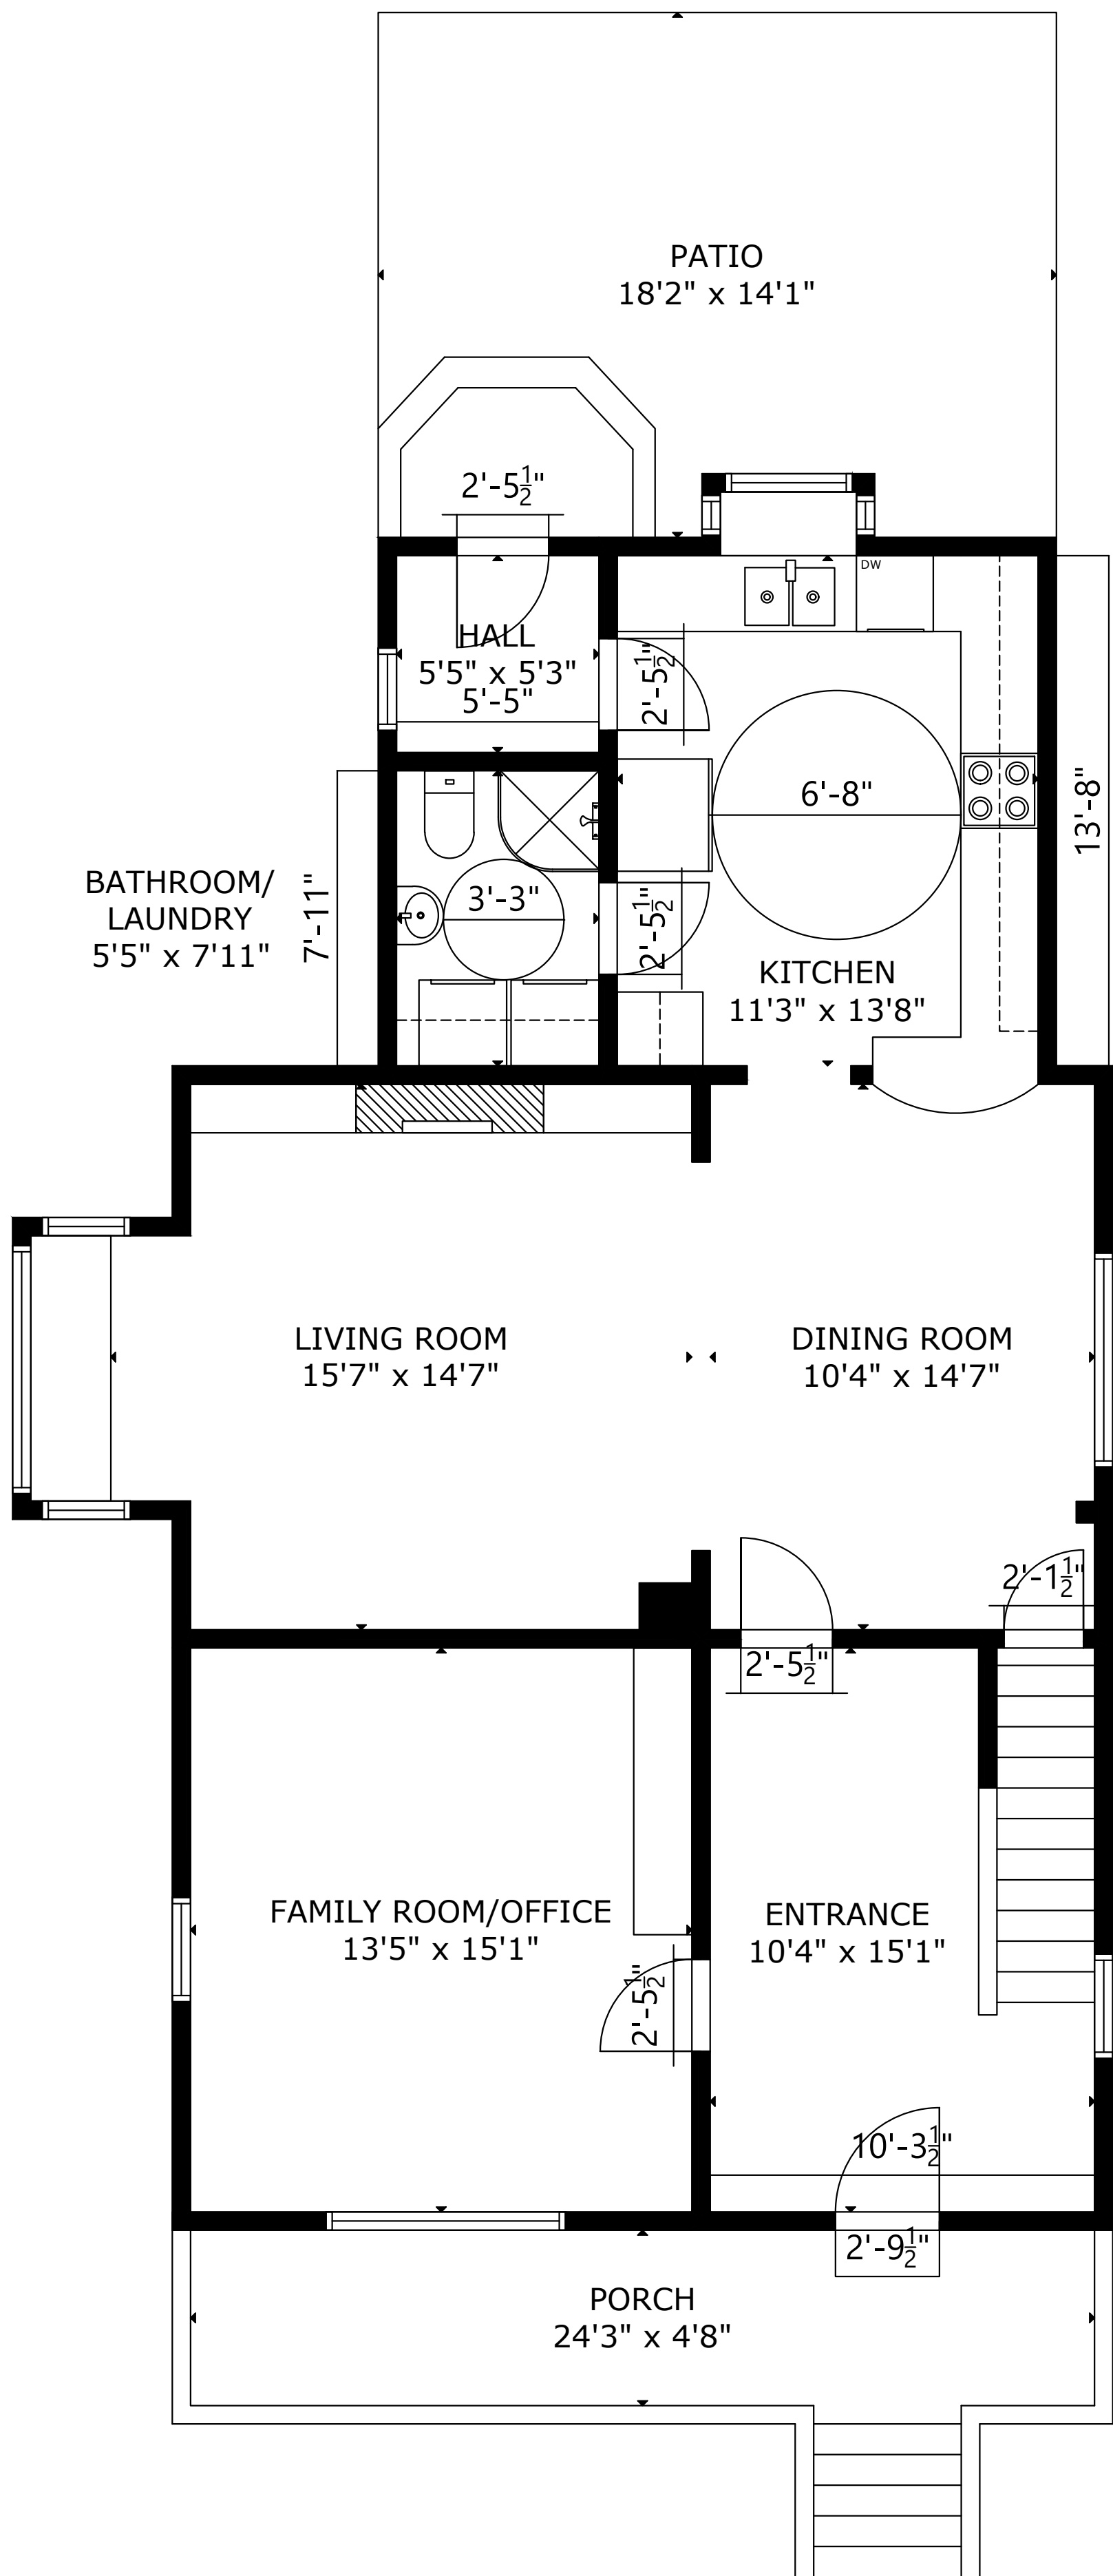 PATIO
18'2" x 14'1"
2'-5½"
DW
HALL
5'5" x 5'3"
5'-5"
2'-5½"
6'-8"
13'-8"
BATHROOM/
LAUNDRY
5'5" x 7'11"
7'-11"
3'-3"
2'-5½"
KITCHEN
11'3" x 13'8"
LIVING ROOM
15'7" x 14'7"
DINING ROOM
10'4" x 14'7"
2'-1½"
2'-5½"
FAMILY ROOM/OFFICE
13'5" x 15'1"
ENTRANCE
10'4" x 15'1"
2'-5½"
10'-3½"
2'-9½"
PORCH
24'3" x 4'8"